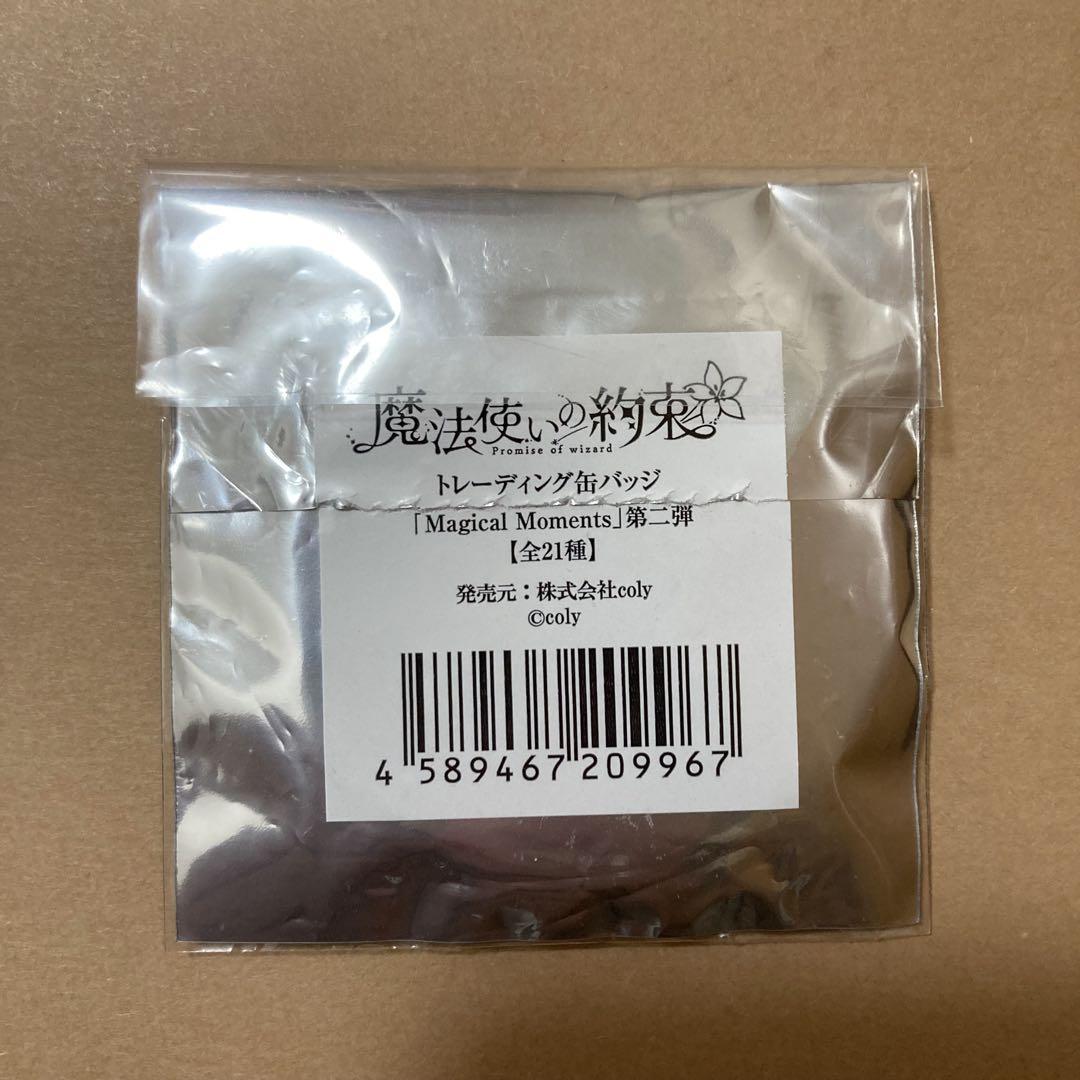 魔法使いの約束
Promise of wizard
トレーディング缶バッジ
「Magical Moments」第二弾
【全21種】
発売元：株式会社coly
©coly
4 589467 209967